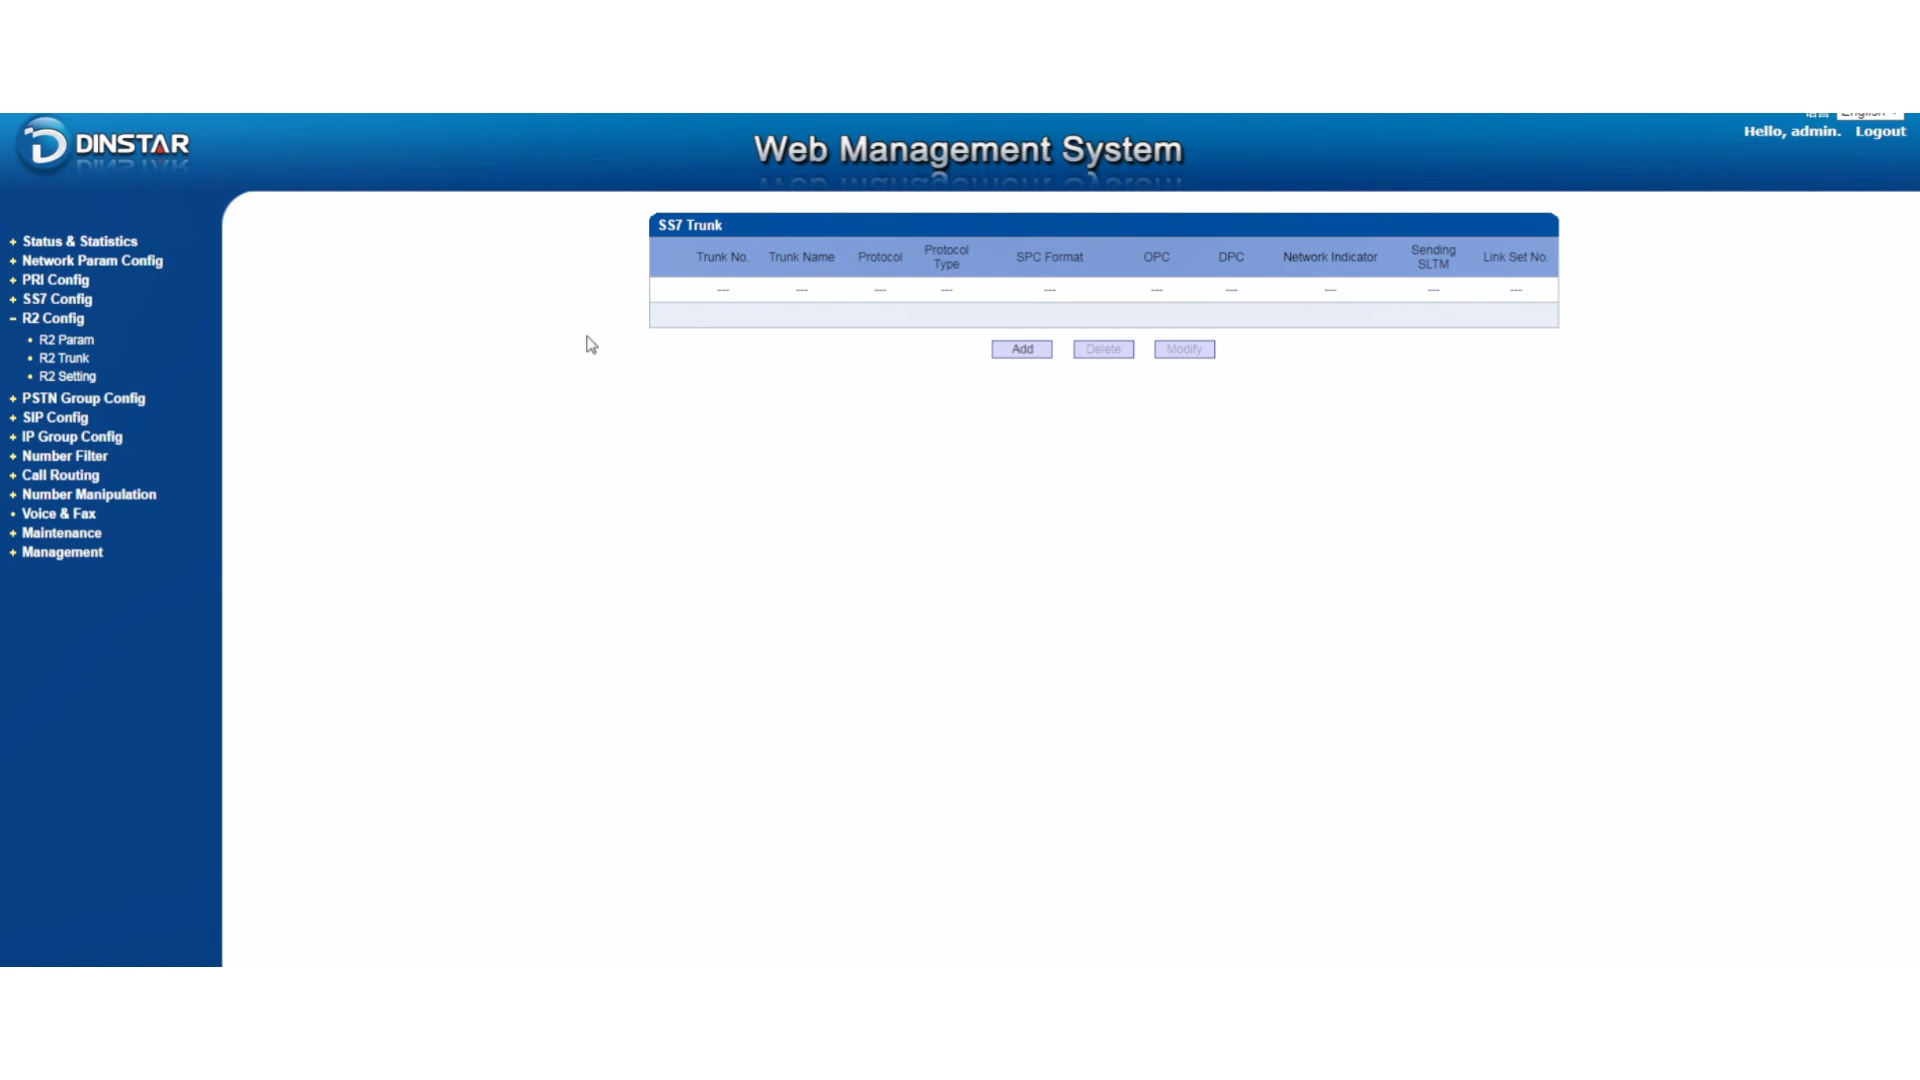 语言 English
Hello, admin. Logout
DINSTAR
Web Management System
+ Status & Statistics
+ Network Param Config
+ PRI Config
+ SS7 Config
− R2 Config
• R2 Param
• R2 Trunk
• R2 Setting
+ PSTN Group Config
+ SIP Config
+ IP Group Config
+ Number Filter
+ Call Routing
+ Number Manipulation
• Voice & Fax
+ Maintenance
+ Management
SS7 Trunk
Trunk No. Trunk Name Protocol Protocol Type SPC Format OPC DPC Network Indicator Sending SLTM Link Set No.
--- --- --- --- --- --- --- --- --- ---
Add Delete Modify